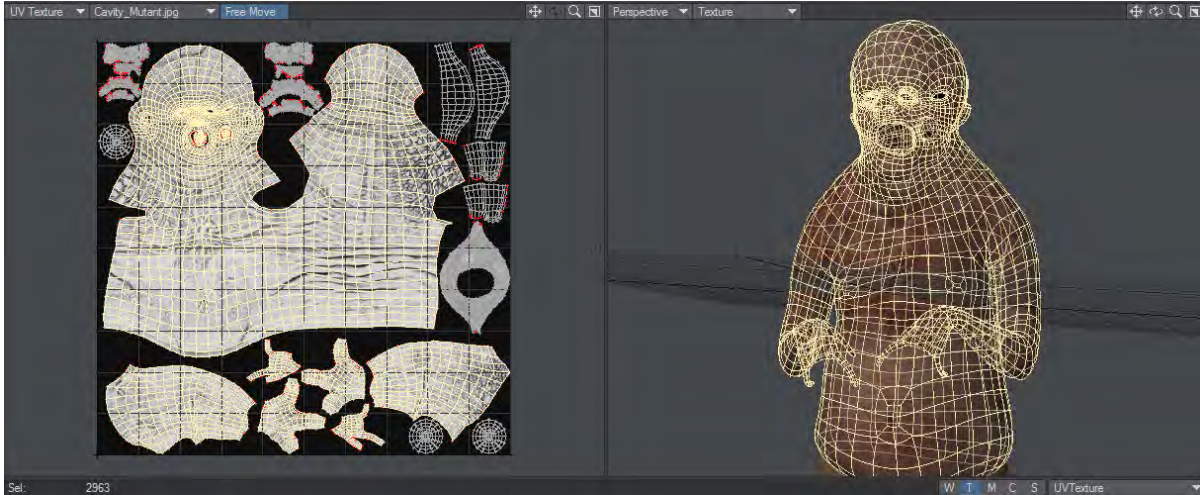 UV Texture Cavity_Mutant.jpg Free Move Perspective Texture
Sel: 2963 W T M C S UVTexture